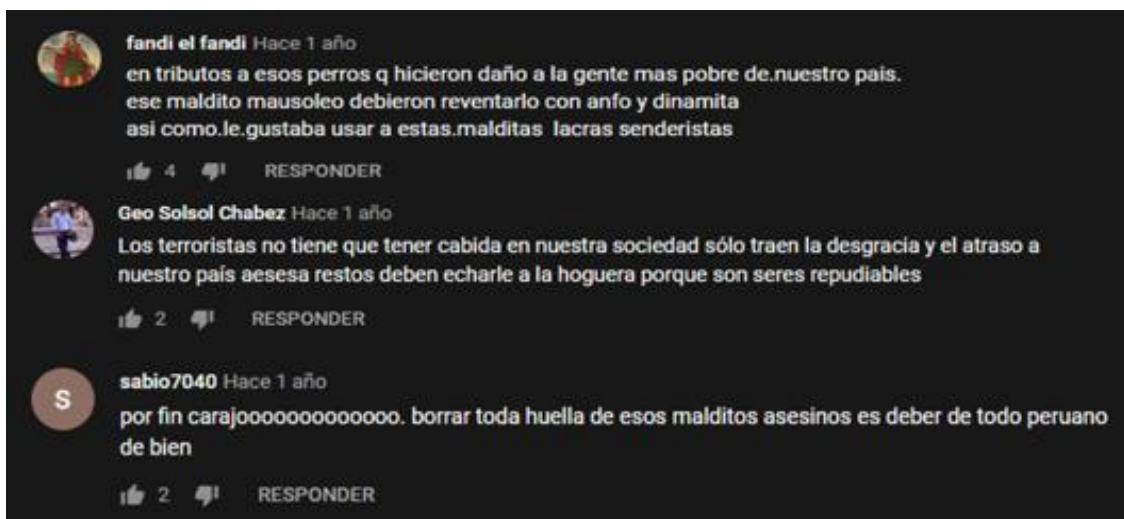 fandi el fandi Hace 1 año
en tributos a esos perros q hicieron daño a la gente mas pobre de.nuestro pais.
ese maldito mausoleo debieron reventarlo con anfo y dinamita
asi como.le.gustaba usar a estas.malditas lacras senderistas
4 RESPONDER
Geo Solsol Chabez Hace 1 año
Los terroristas no tiene que tener cabida en nuestra sociedad sólo traen la desgracia y el atraso a
nuestro país aesesa restos deben echarle a la hoguera porque son seres repudiables
2 RESPONDER
S
sabio7040 Hace 1 año
por fin carajoooooooooooooo. borrar toda huella de esos malditos asesinos es deber de todo peruano
de bien
2 RESPONDER